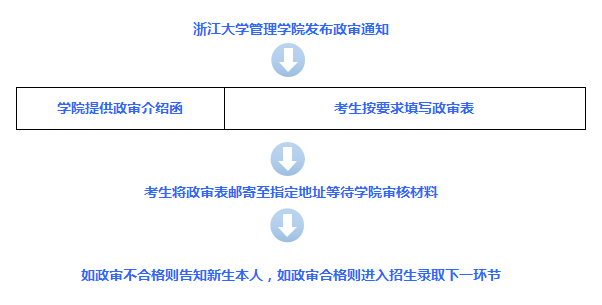 浙江大学管理学院发布政审通知
学院提供政审介绍函
考生按要求填写政审表
考生将政审表邮寄至指定地址等待学院审核材料
如政审不合格则告知新生本人，如政审合格则进入招生录取下一环节